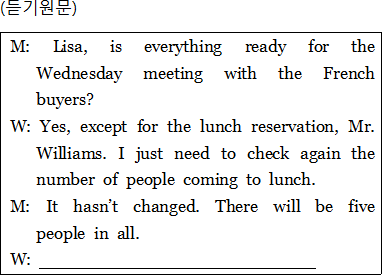 (듣기원문)
M: Lisa, is everything ready for the
Wednesday meeting with the French
buyers?
W: Yes, except for the lunch reservation, Mr.
Williams. I just need to check again the
number of people coming to lunch.
M: It hasn't changed. There will be five
people in all.
W: ______________________________